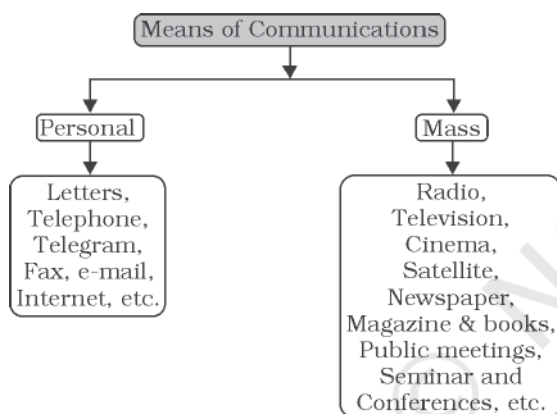 Means of Communications
Personal
Mass
Letters,
Telephone,
Telegram,
Fax, e-mail,
Internet, etc.
Radio,
Television,
Cinema,
Satellite,
Newspaper,
Magazine & books,
Public meetings,
Seminar and
Conferences, etc.